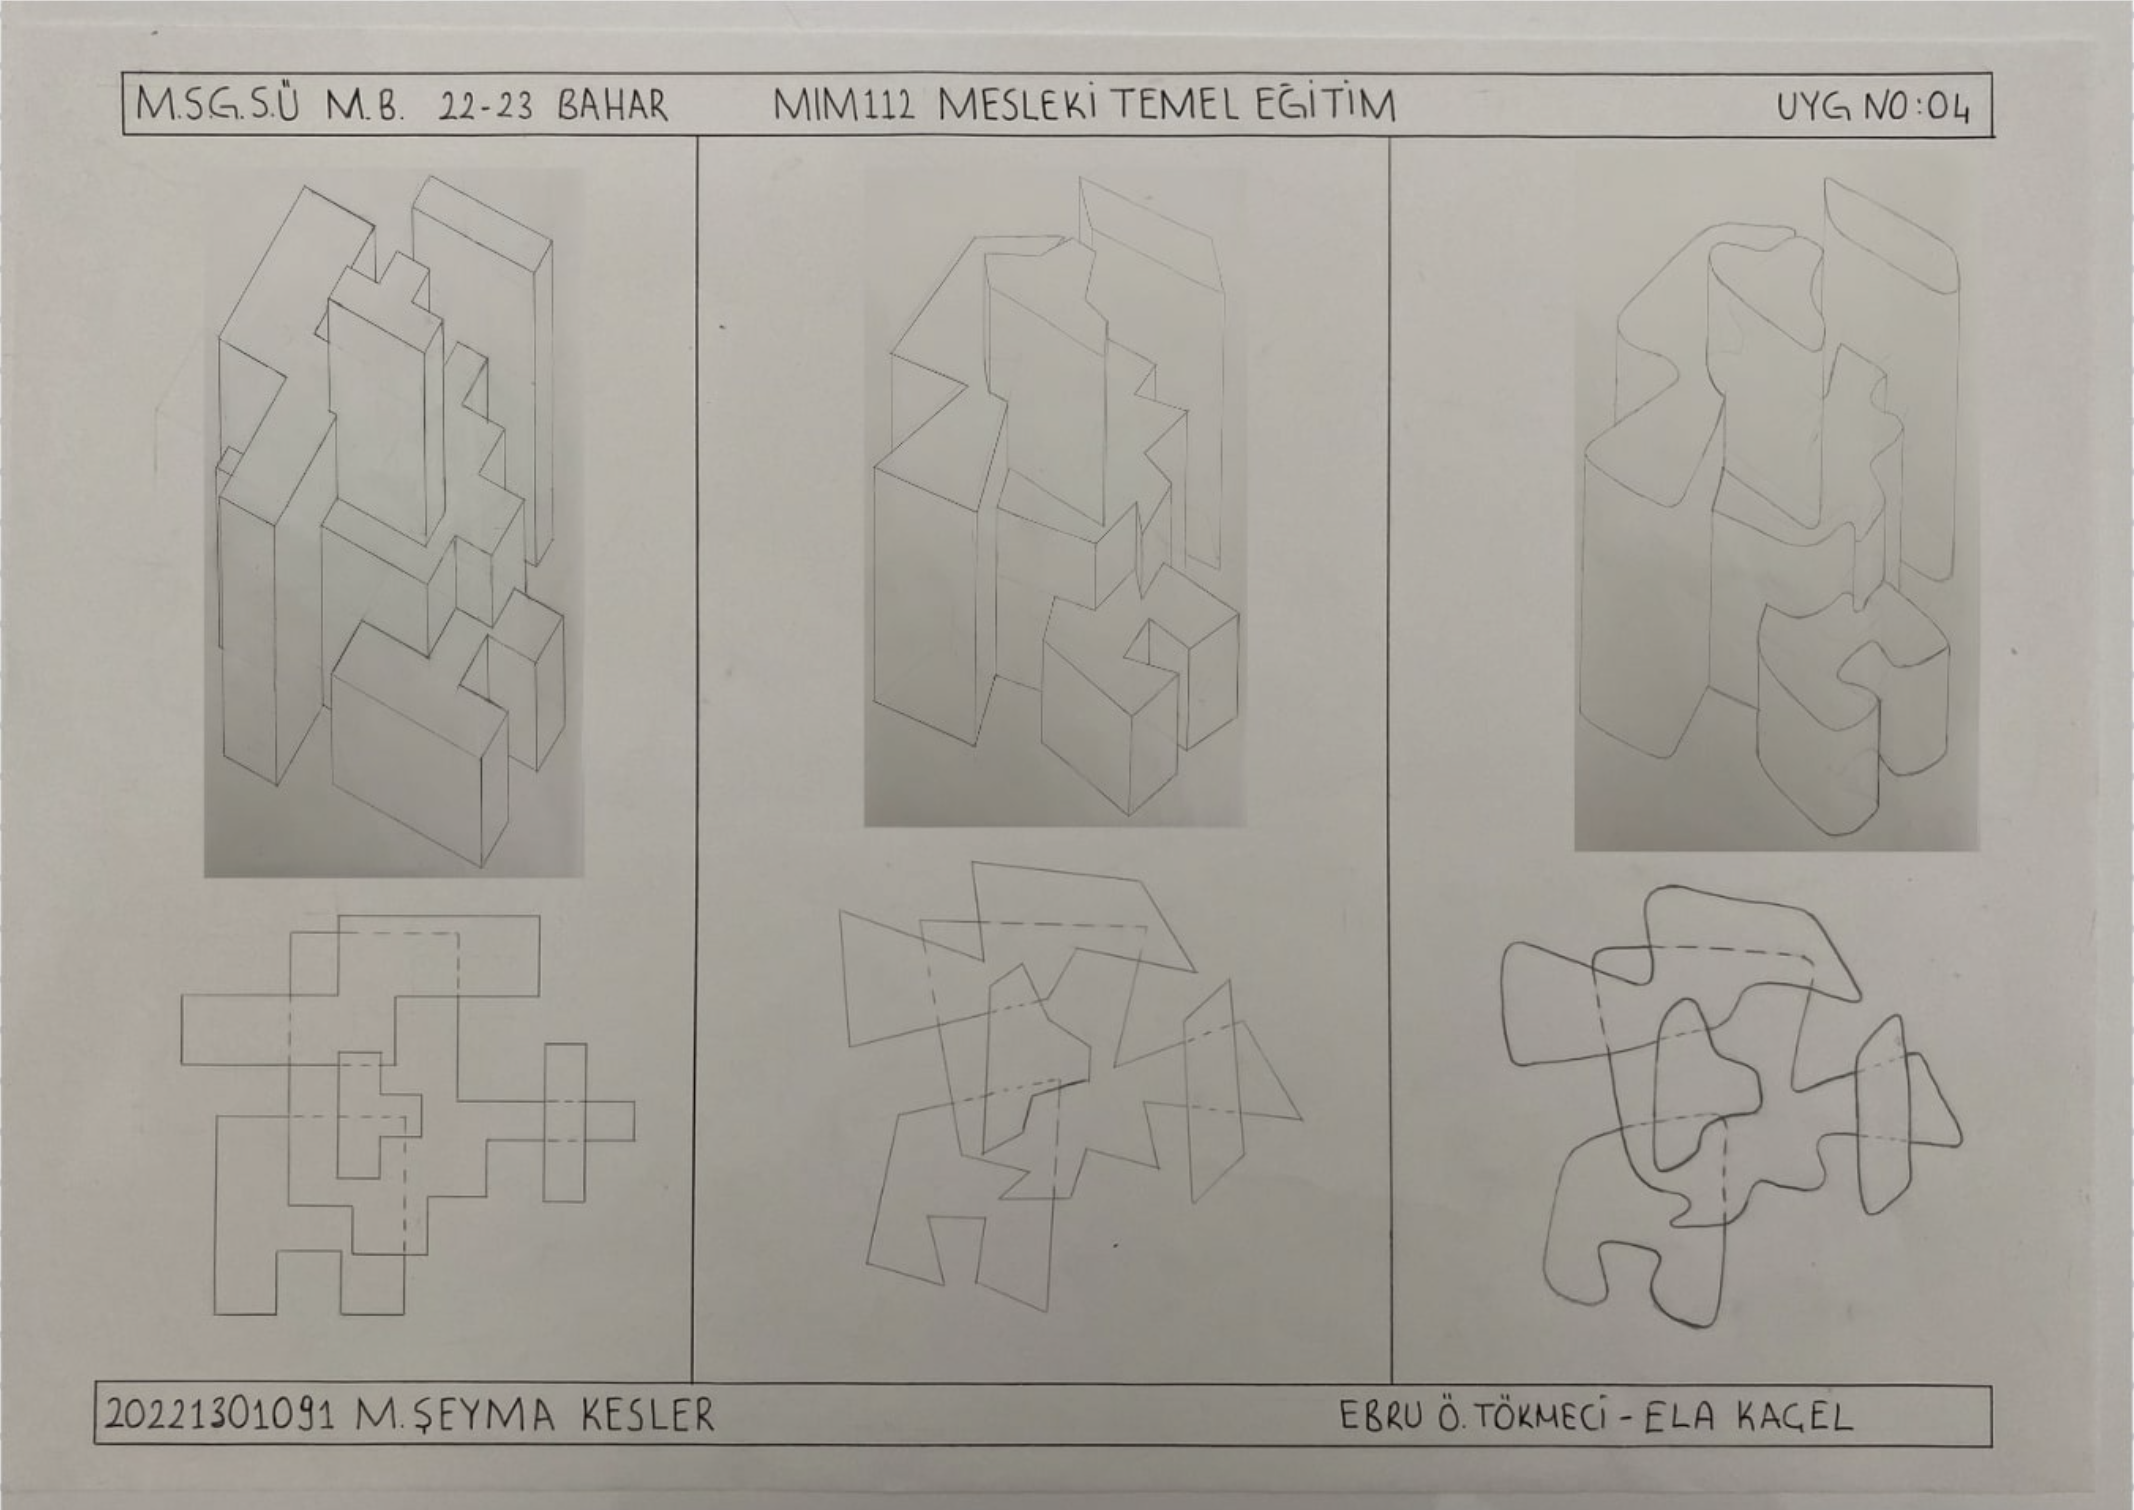 M.S.G.S.Ü M.B. 22-23 BAHAR MIM112 MESLEKİ TEMEL EĞİTİM UYG NO:04
20221301091 M.ŞEYMA KESLER EBRU Ö.TÖKMECİ - ELA KAÇEL